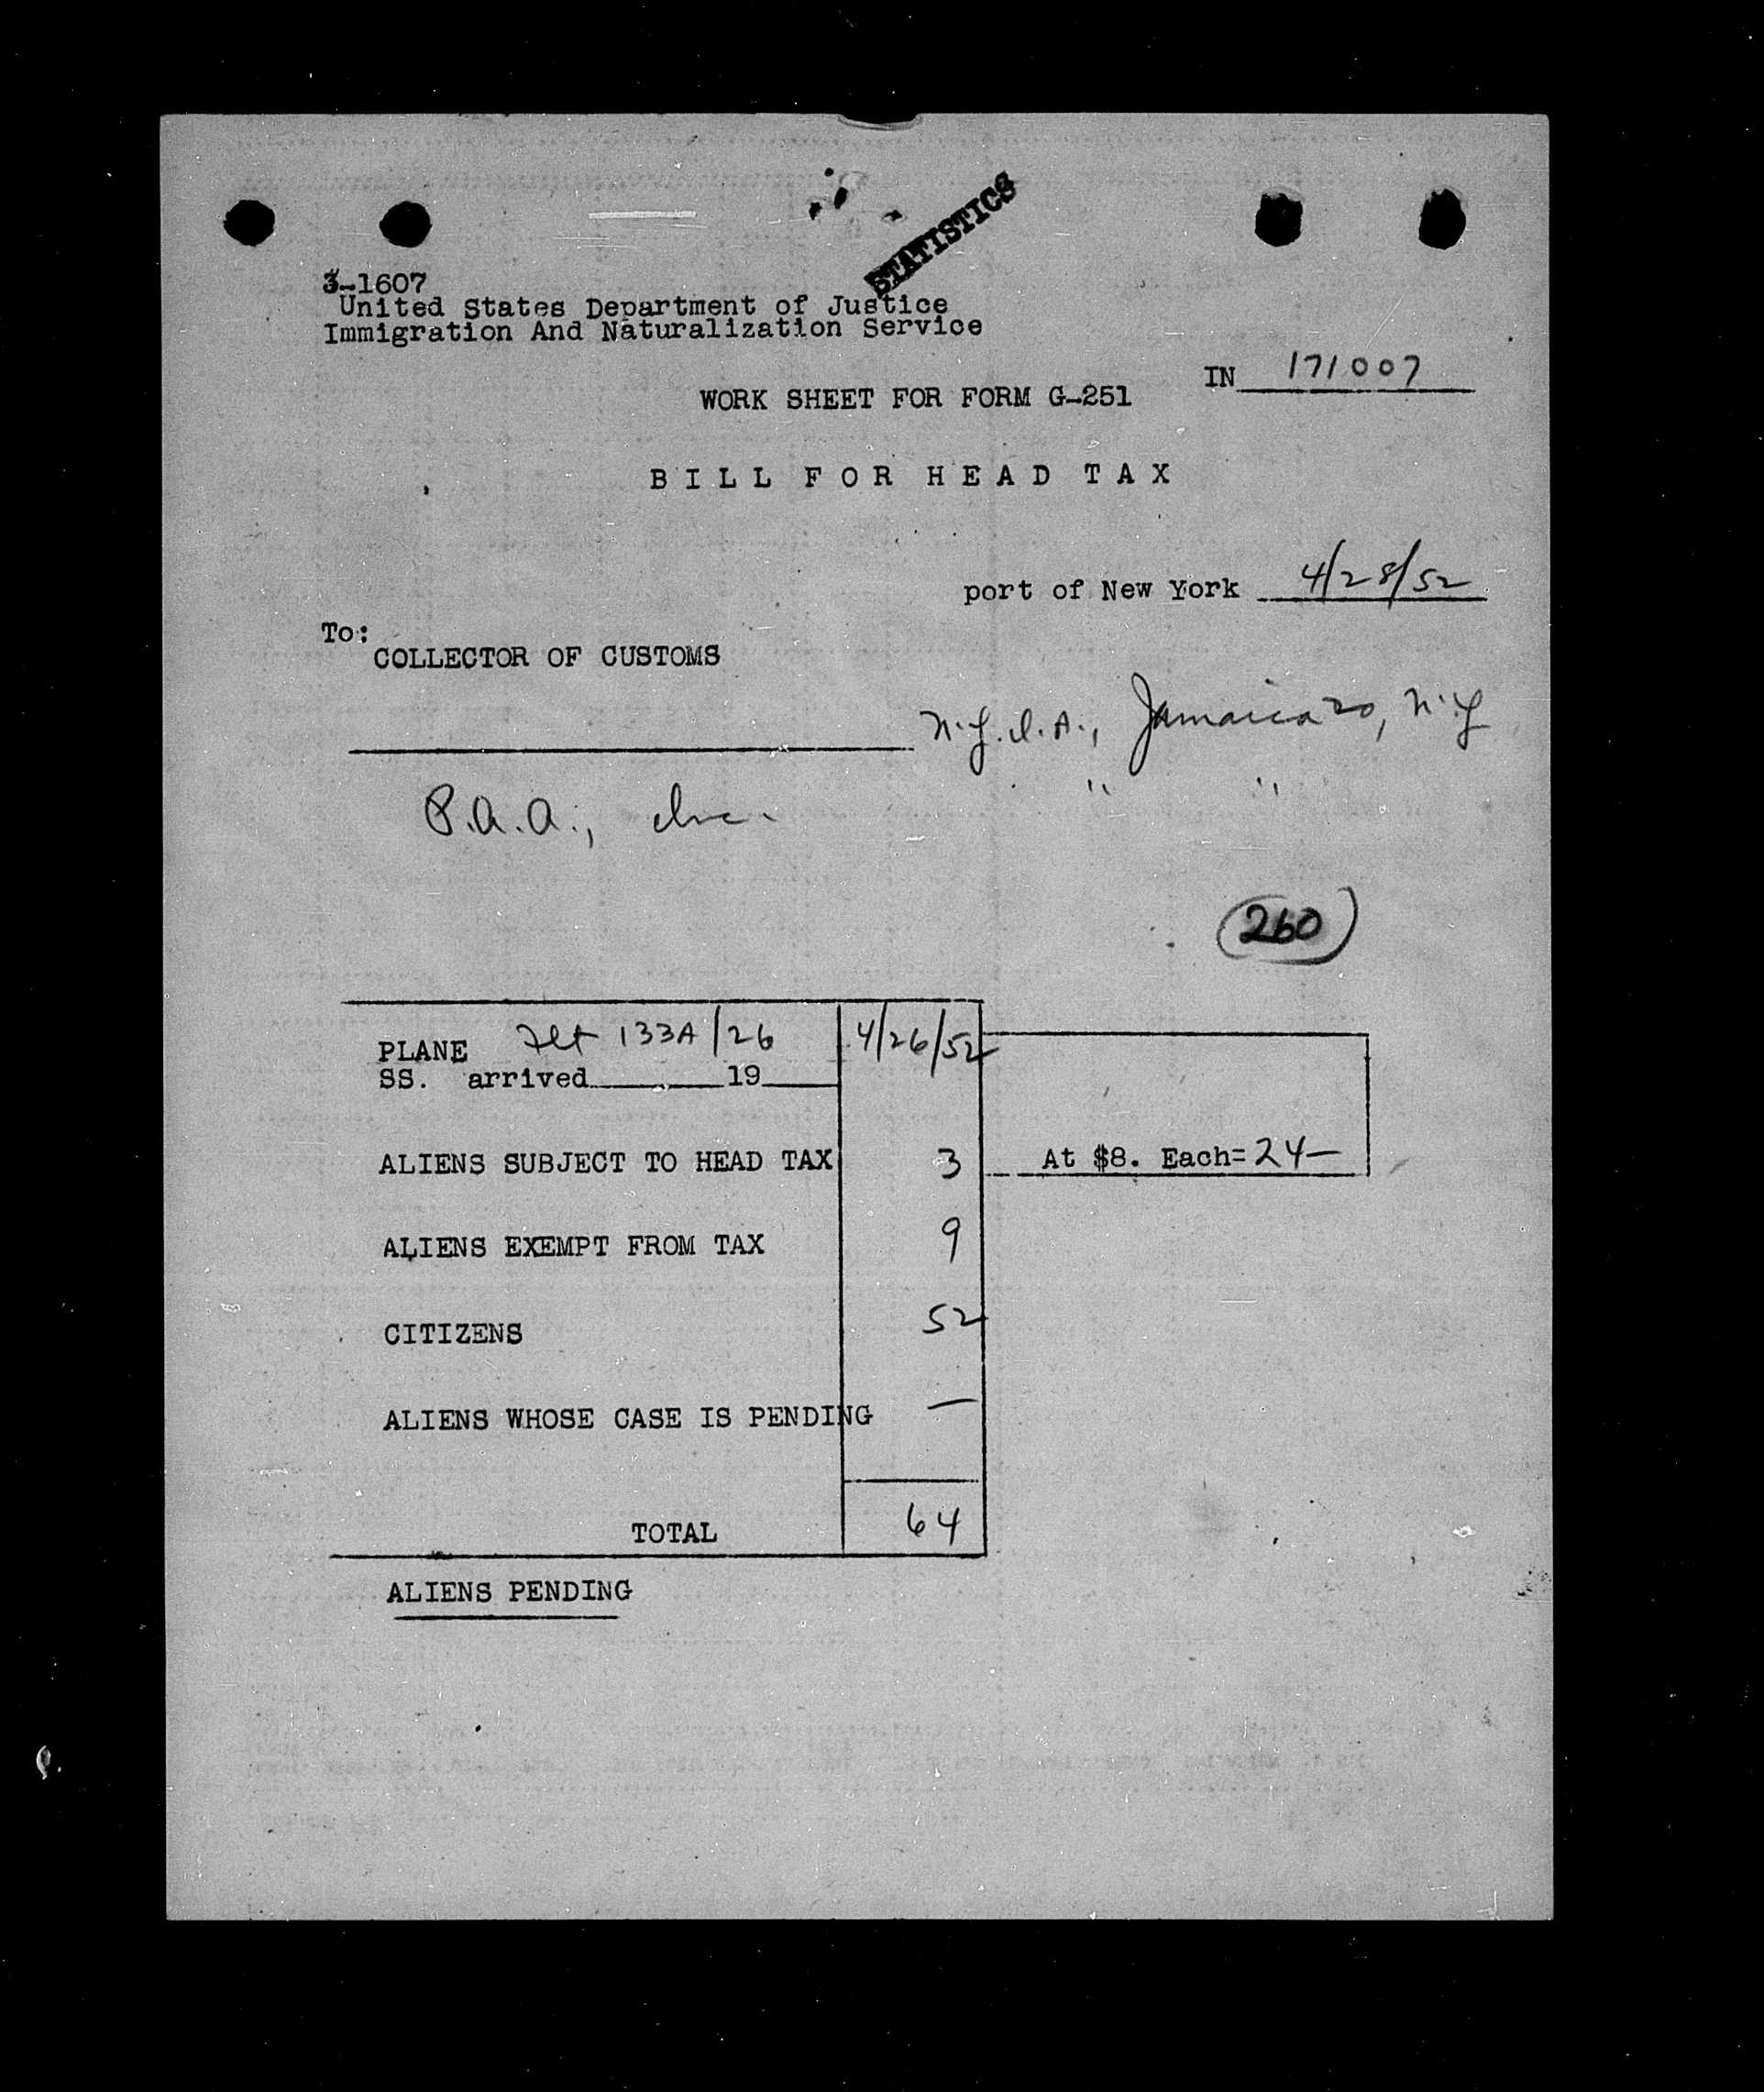 STATISTICS
3-1607
United States Department of Justice
Immigration And Naturalization Service
IN 171007
WORK SHEET FOR FORM G-251
BILL FOR HEAD TAX
port of New York 4/28/52
To:
COLLECTOR OF CUSTOMS
N.Y.I.A., Jamaica 20, N.Y
P.A.A., Inc. " "
260
PLANE Flt 133A/26 4/26/52
SS. arrived 19
ALIENS SUBJECT TO HEAD TAX 3 At $8. Each= 24—
ALIENS EXEMPT FROM TAX 9
CITIZENS 52
ALIENS WHOSE CASE IS PENDING —
TOTAL 64
ALIENS PENDING